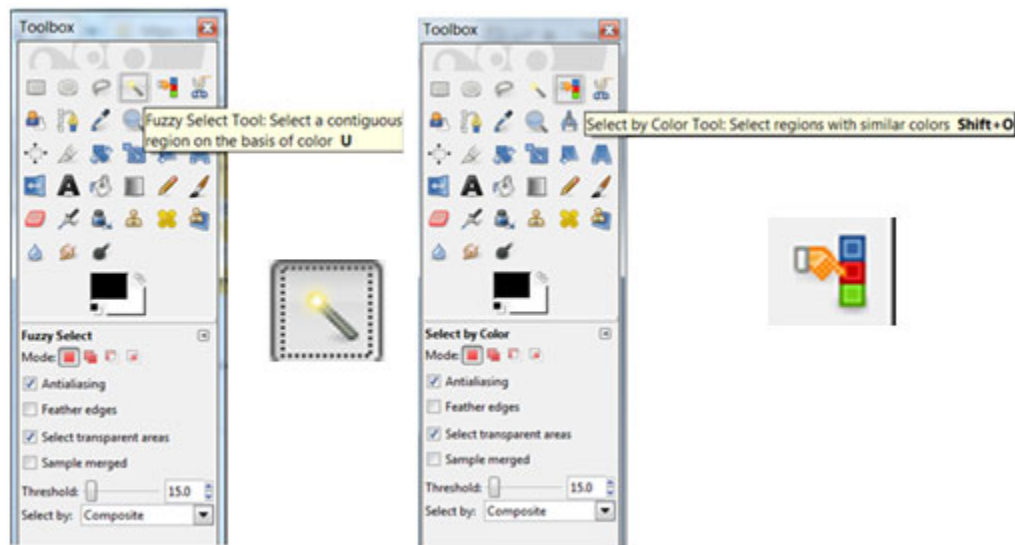 Toolbox
Fuzzy Select Tool: Select a contiguous
region on the basis of color U
Fuzzy Select
Mode:
Antialiasing
Feather edges
Select transparent areas
Sample merged
Threshold: 15.0
Select by: Composite
Toolbox
Select by Color Tool: Select regions with similar colors Shift+O
Select by Color
Mode:
Antialiasing
Feather edges
Select transparent areas
Sample merged
Threshold: 15.0
Select by: Composite